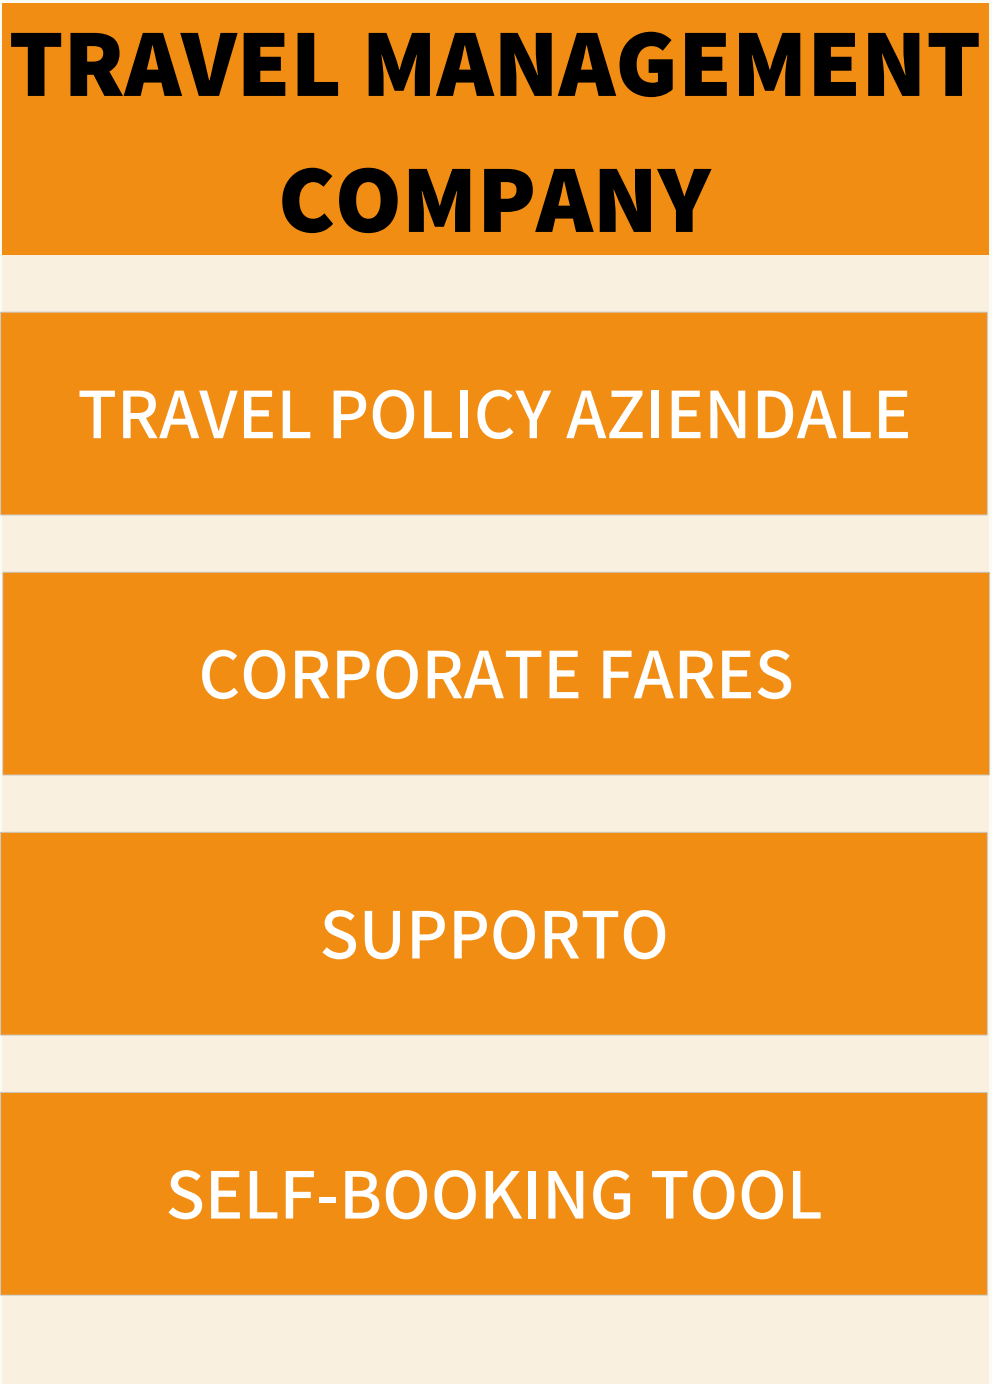 TRAVEL MANAGEMENT
COMPANY
TRAVEL POLICY AZIENDALE
CORPORATE FARES
SUPPORTO
SELF-BOOKING TOOL